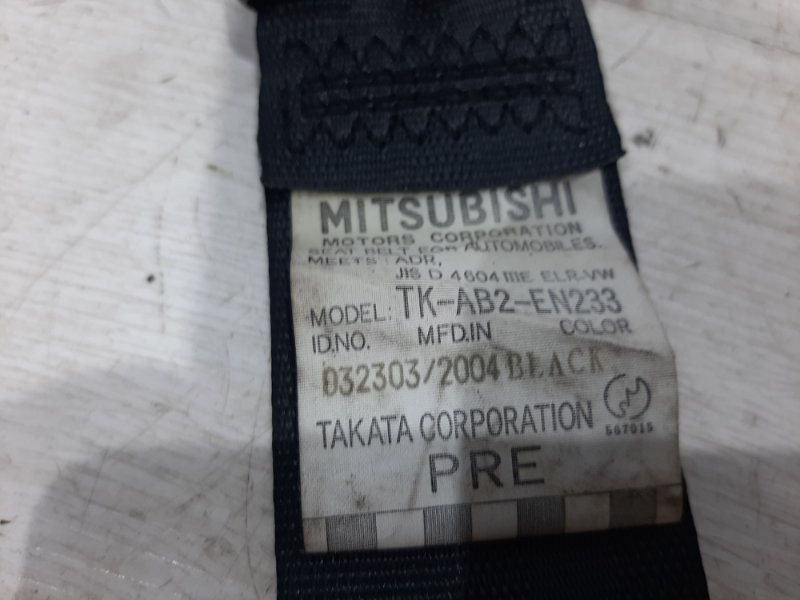 MITSUBISHI
MOTORS CORPORATION
SEAT BELT FOR AUTOMOBILES.
MEETS: ADR,
JIS D 4604 IIIE ELR-VW
MODEL: TK-AB2-EN233
ID.NO. MFD.IN COLOR
032303/2004 BLACK
TAKATA CORPORATION
507015
PRE